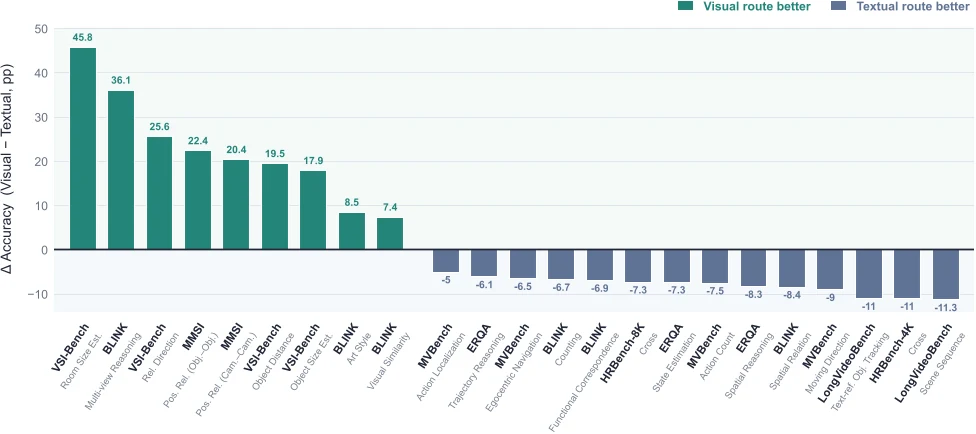 Visual route better
Textual route better
Δ Accuracy (Visual − Textual, pp)
50
40
30
20
10
0
−10
45.8
36.1
25.6
22.4
20.4
19.5
17.9
8.5
7.4
-5
-6.1
-6.5
-6.7
-6.9
-7.3
-7.3
-7.5
-8.3
-8.4
-9
-11
-11
-11.3
VSI-Bench
Room Size Est.
BLINK
Multi-view Reasoning
VSI-Bench
Rel. Direction
MMSI
Pos. Rel. (Obj.–Obj.)
MMSI
Pos. Rel. (Cam.–Cam.)
VSI-Bench
Object Distance
VSI-Bench
Object Size Est.
BLINK
Art Style
BLINK
Visual Similarity
MVBench
Action Localization
ERQA
Trajectory Reasoning
MVBench
Egocentric Navigation
BLINK
Counting
BLINK
Functional Correspondence
HRBench-8K
Cross
ERQA
State Estimation
MVBench
Action Count
ERQA
Spatial Reasoning
BLINK
Spatial Relation
MVBench
Moving Direction
LongVideoBench
Text-ref. Obj. Tracking
HRBench-4K
Cross
LongVideoBench
Scene Sequence